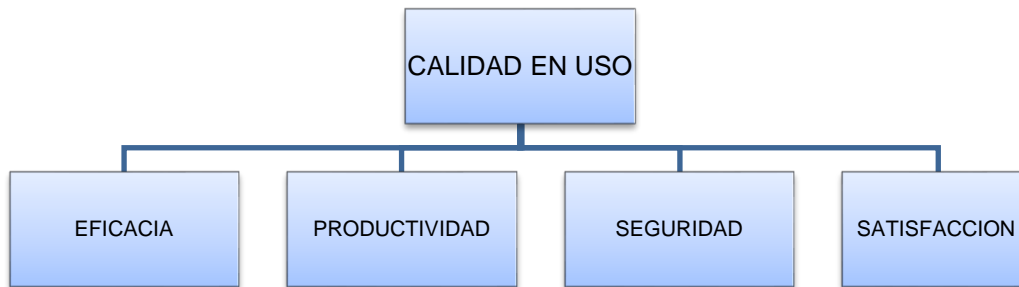 CALIDAD EN USO
EFICACIA
PRODUCTIVIDAD
SEGURIDAD
SATISFACCION